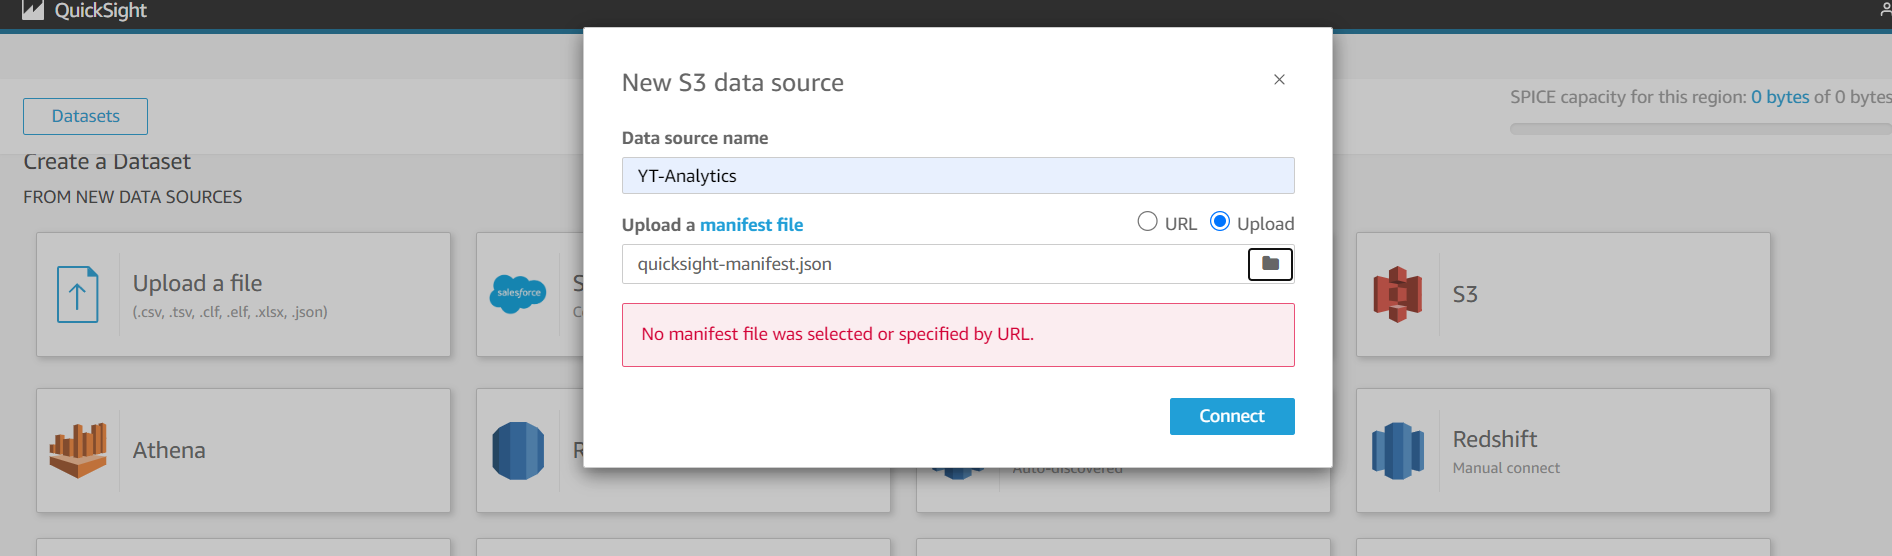 QuickSight
New S3 data source
Datasets
SPICE capacity for this region: 0 bytes of 0 bytes
Data source name
YT-Analytics
Create a Dataset
FROM NEW DATA SOURCES
Upload a manifest file
URL
Upload
quicksight-manifest.json
Upload a file
(.csv, .tsv, .clf, .elf, .xlsx, .json)
salesforce
S3
No manifest file was selected or specified by URL.
Connect
Athena
Auto-discovered
Redshift
Manual connect